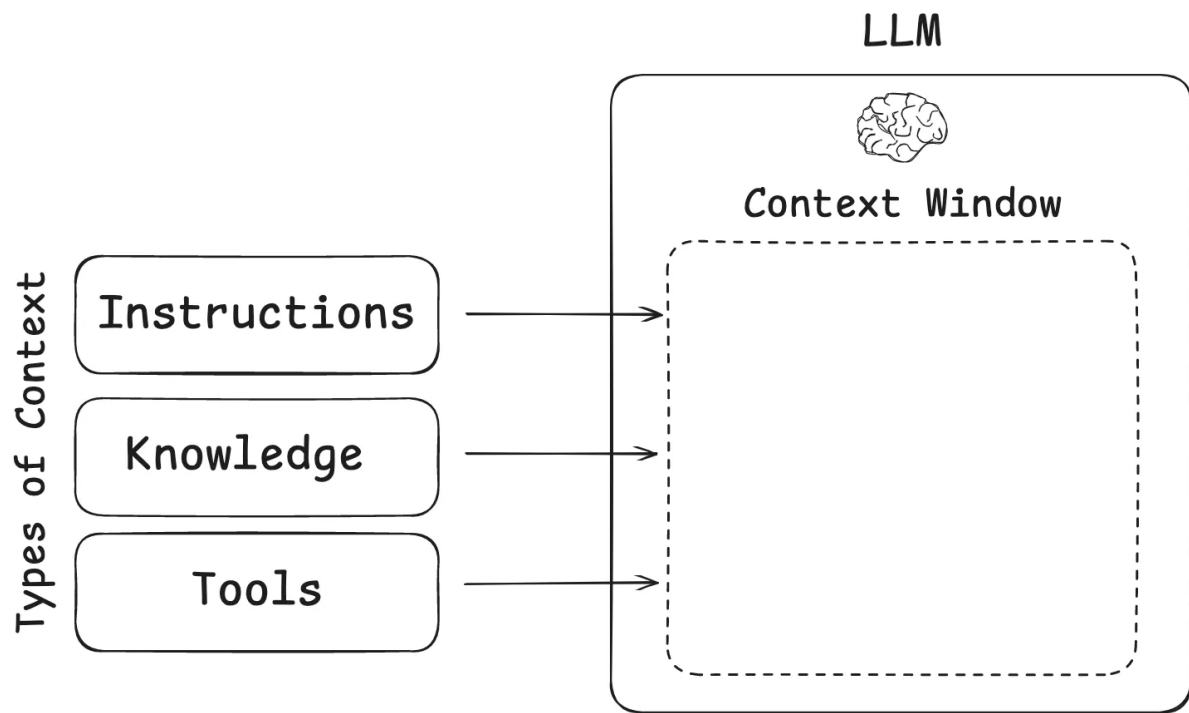 LLM
Context Window
Types of Context
Instructions
Knowledge
Tools